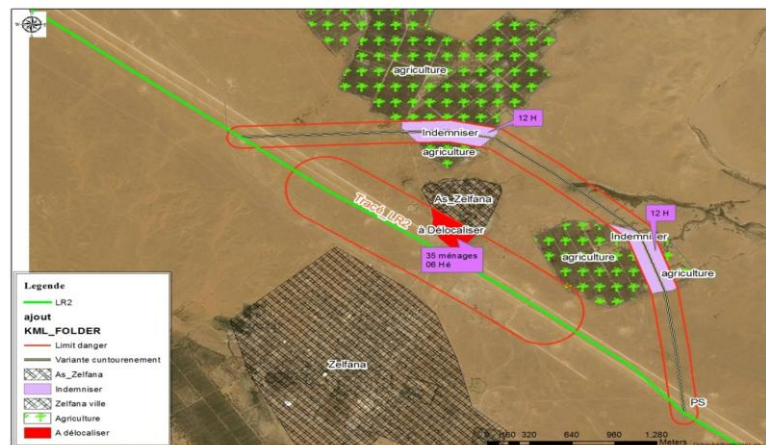 agriculture
12 H
Indemniser
agriculture
As_Zelfana
Tracé_LR2
à Délocaliser
12 H
Indemniser
agriculture
agriculture
35 ménages
06 Hé
Zelfana
PS
Legende
LR2
ajout
KML_FOLDER
Limit danger
Variante cuntourenement
As_Zelfana
Indemniser
Zelfana ville
Agriculture
A délocaliser
320 640 960 1.280
Meters